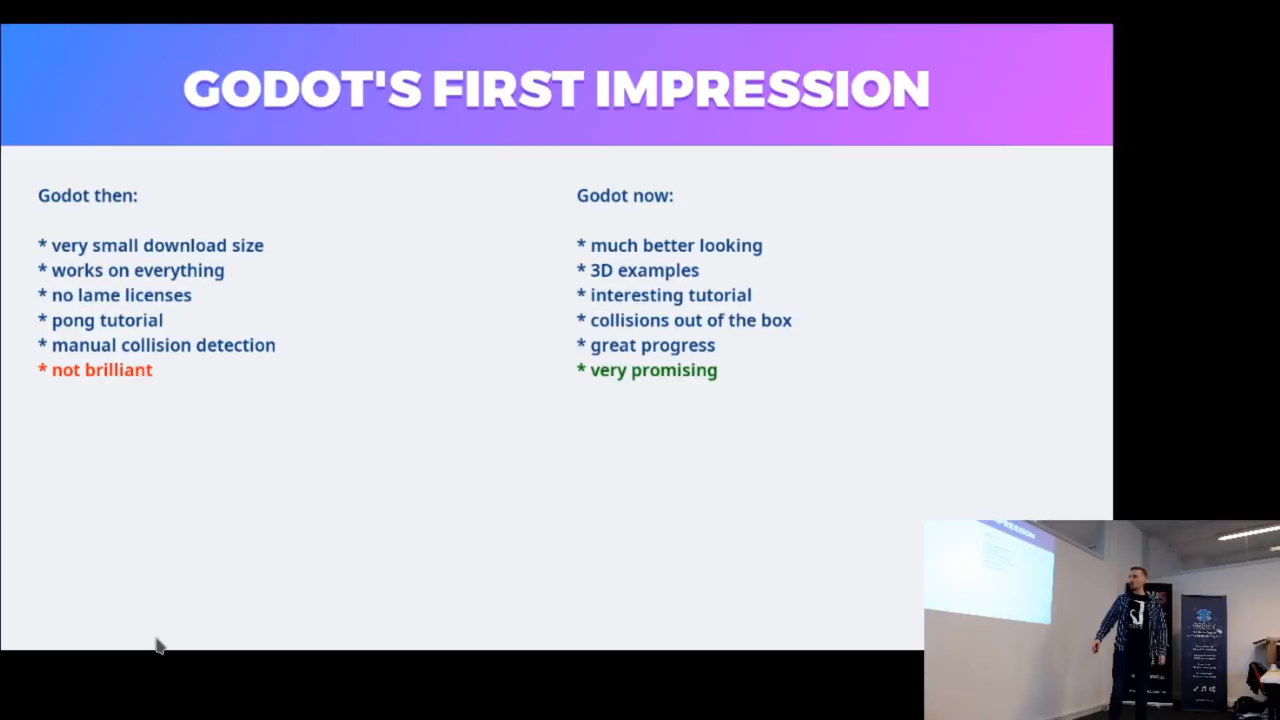 GODOT'S FIRST IMPRESSION
Godot then:
* very small download size
* works on everything
* no lame licenses
* pong tutorial
* manual collision detection
* not brilliant
Godot now:
* much better looking
* 3D examples
* interesting tutorial
* collisions out of the box
* great progress
* very promising